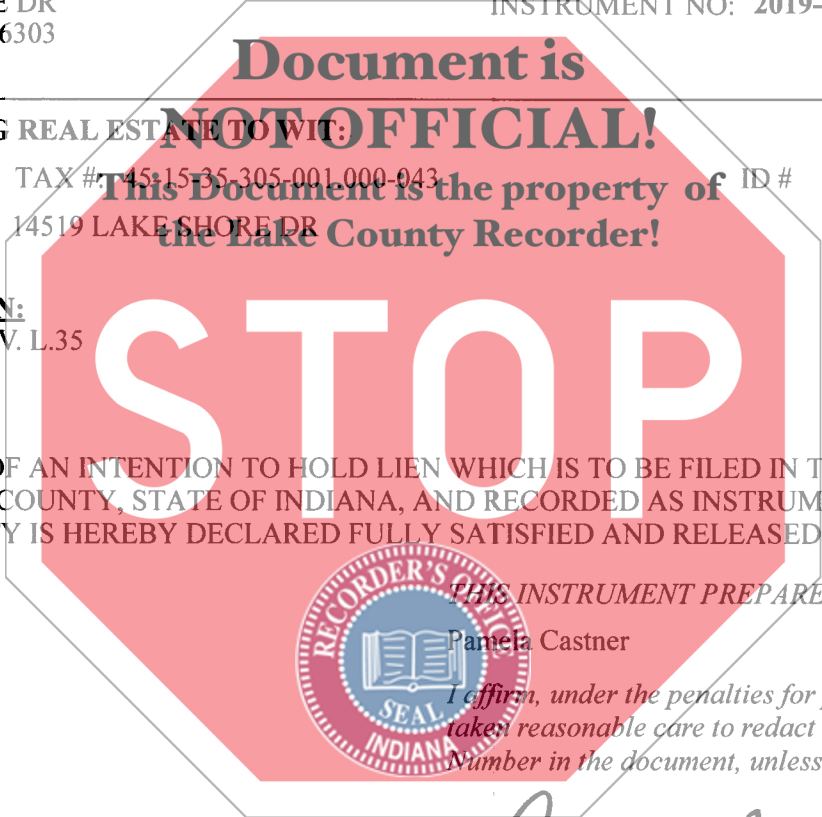 E DR
INSTRUMENT NO: 2019-
6303
Document is
NOT OFFICIAL!
G REAL ESTATE TO WIT:
TAX #: 45-15-35-305-001.000-043 ID #
This Document is the property of
14519 LAKE SHORE DR
the Lake County Recorder!
N:
V. L.35
STOP
OF AN INTENTION TO HOLD LIEN WHICH IS TO BE FILED IN T
COUNTY, STATE OF INDIANA, AND RECORDED AS INSTRUM
Y IS HEREBY DECLARED FULLY SATISFIED AND RELEASED
RECORDER'S OFFICE
SEAL
INDIANA
THIS INSTRUMENT PREPARE
Pamela Castner
I affirm, under the penalties for
taken reasonable care to redact
Number in the document, unless